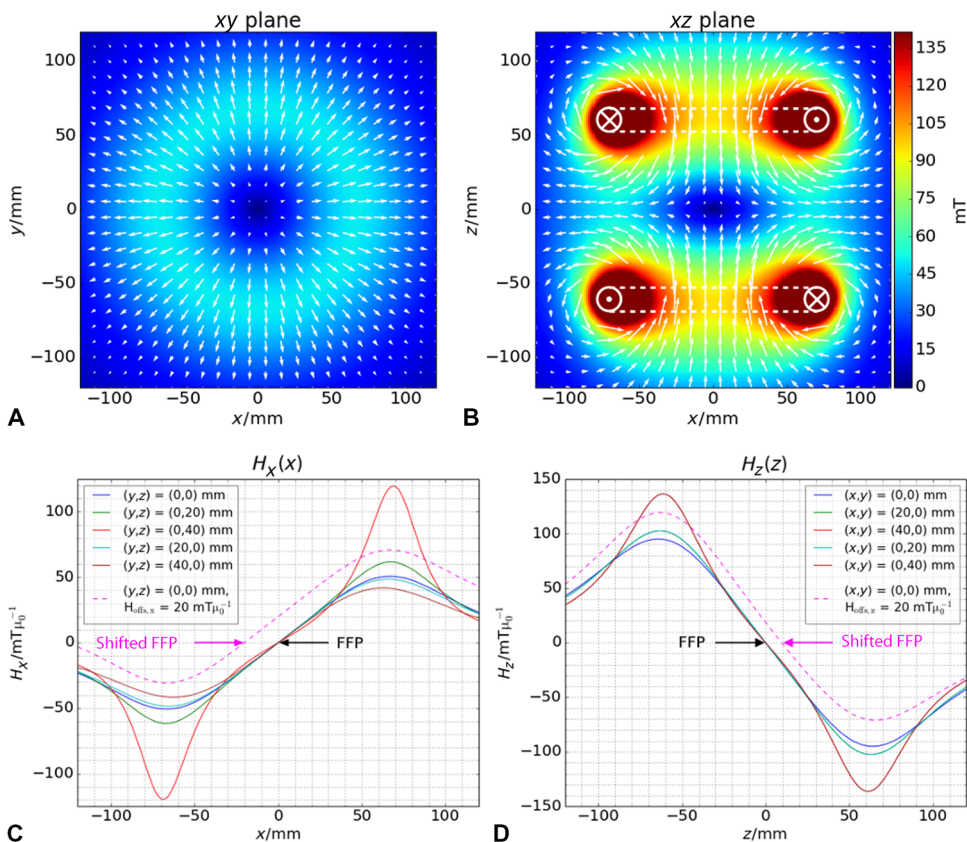 xy plane
100
50
0
−50
−100
y/mm
−100 −50 0 50 100
x/mm
A
xz plane
100
50
0
−50
−100
z/mm
−100 −50 0 50 100
x/mm
B
135
120
105
90
75
60
45
30
15
0
mT
H_x(x)
(y,z) = (0,0) mm
(y,z) = (0,20) mm
(y,z) = (0,40) mm
(y,z) = (20,0) mm
(y,z) = (40,0) mm
(y,z) = (0,0) mm,
H_offs,x = 20 mTμ₀⁻¹
100
50
0
−50
−100
H_x/mTμ₀⁻¹
Shifted FFP
FFP
−100 −50 0 50 100
x/mm
C
H_z(z)
(x,y) = (0,0) mm
(x,y) = (20,0) mm
(x,y) = (40,0) mm
(x,y) = (0,20) mm
(x,y) = (0,40) mm
(x,y) = (0,0) mm,
H_offs,z = 20 mTμ₀⁻¹
150
100
50
0
−50
−100
−150
H_z/mTμ₀⁻¹
FFP
Shifted FFP
−100 −50 0 50 100
z/mm
D